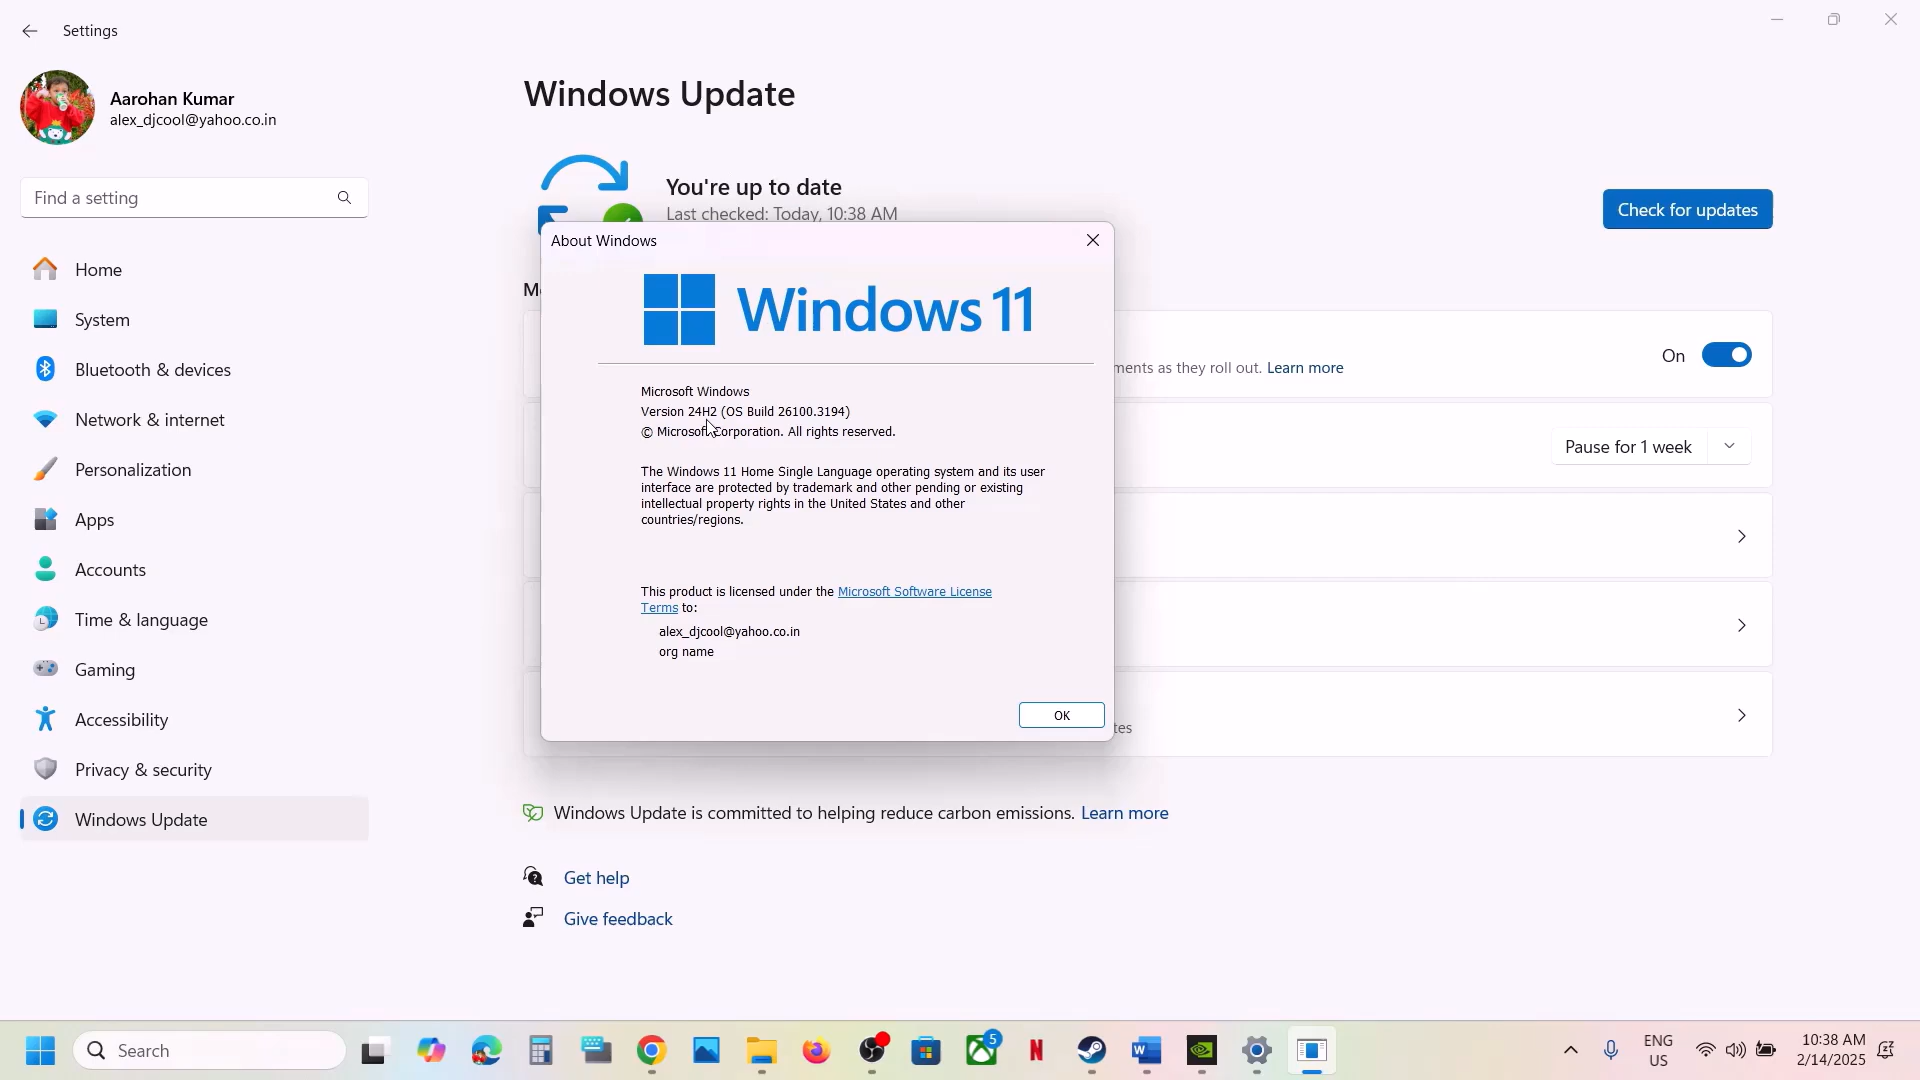 Settings
Aarohan Kumar
alex_djcool@yahoo.co.in
Find a setting
Home
System
Bluetooth & devices
Network & internet
Personalization
Apps
Accounts
Time & language
Gaming
Accessibility
Privacy & security
Windows Update
Windows Update
You're up to date
Last checked: Today, 10:38 AM
Check for updates
About Windows
Windows 11
Microsoft Windows
Version 24H2 (OS Build 26100.3194)
© Microsoft Corporation. All rights reserved.
The Windows 11 Home Single Language operating system and its user
interface are protected by trademark and other pending or existing
intellectual property rights in the United States and other
countries/regions.
This product is licensed under the Microsoft Software License
Terms to:
alex_djcool@yahoo.co.in
org name
OK
as they roll out. Learn more
On
Pause for 1 week
Windows Update is committed to helping reduce carbon emissions. Learn more
Get help
Give feedback
Search
5
ENG
US
10:38 AM
2/14/2025